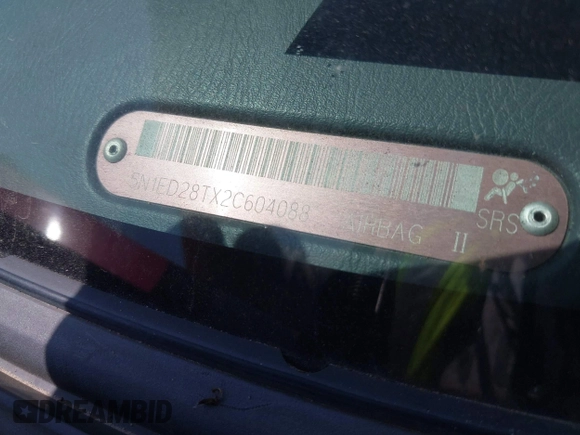 5N1ED28TX2C604088 AIRBAG II SRS
DREAMBID